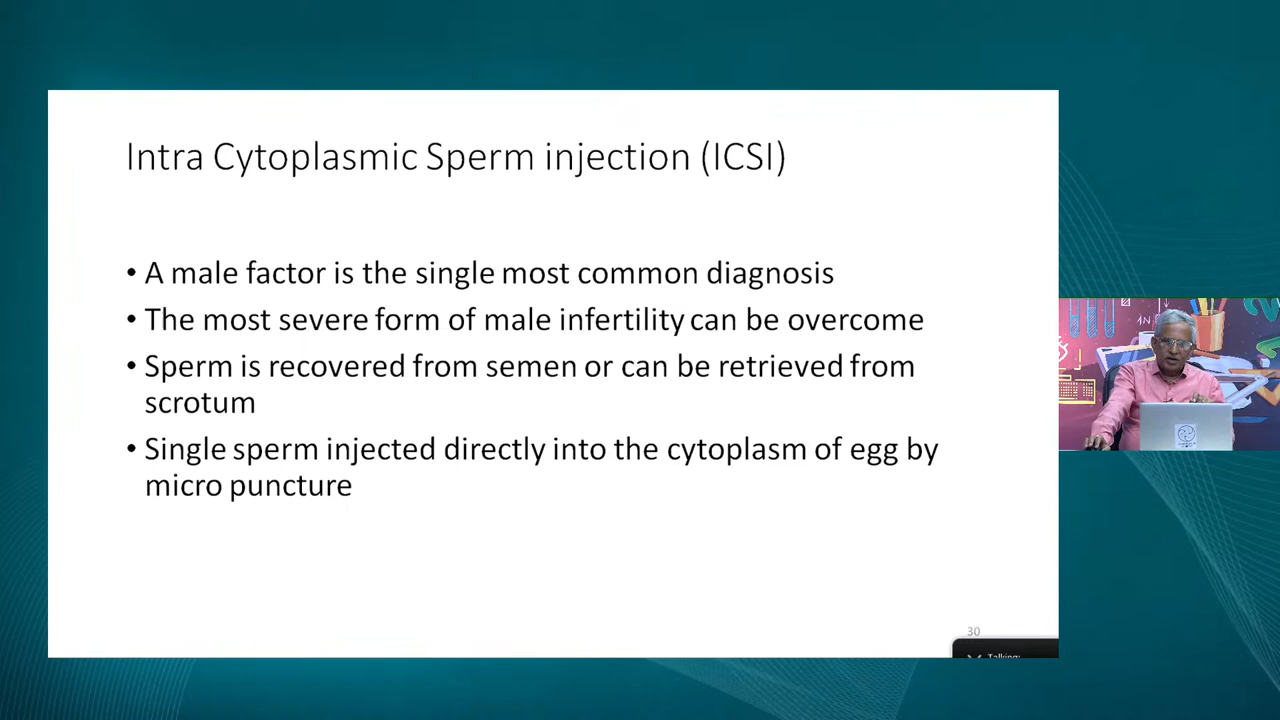 Intra Cytoplasmic Sperm injection (ICSI)
• A male factor is the single most common diagnosis
• The most severe form of male infertility can be overcome
• Sperm is recovered from semen or can be retrieved from
scrotum
• Single sperm injected directly into the cytoplasm of egg by
micro puncture
30
Talking: